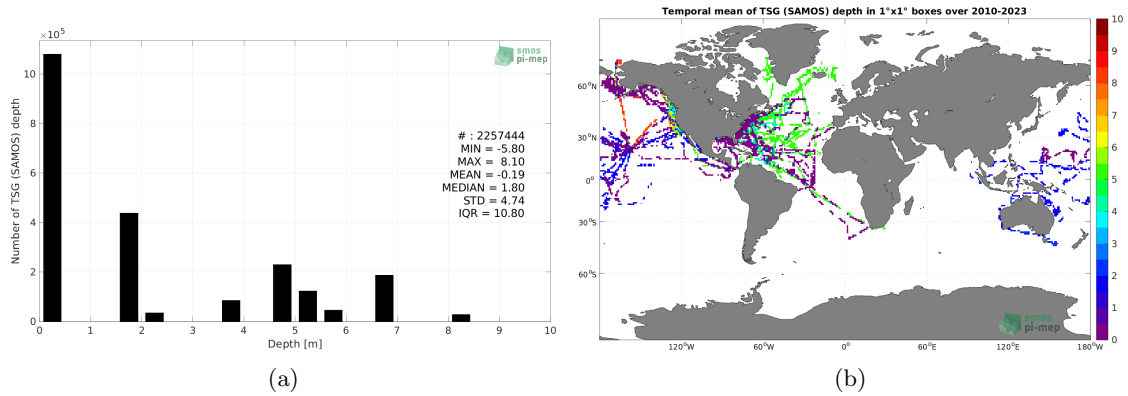 ×10⁵
smos
pi-mep
# : 2257444
MIN = -5.80
MAX = 8.10
MEAN = -0.19
MEDIAN = 1.80
STD = 4.74
IQR = 10.80
Number of TSG (SAMOS) depth
10
8
6
4
2
0
0 1 2 3 4 5 6 7 8 9 10
Depth [m]
(a)
Temporal mean of TSG (SAMOS) depth in 1°x1° boxes over 2010-2023
60°N
30°N
0°
30°S
60°S
120°W 60°W 0° 60°E 120°E 180°W
smos
pi-mep
10
9
8
7
6
5
4
3
2
1
0
(b)